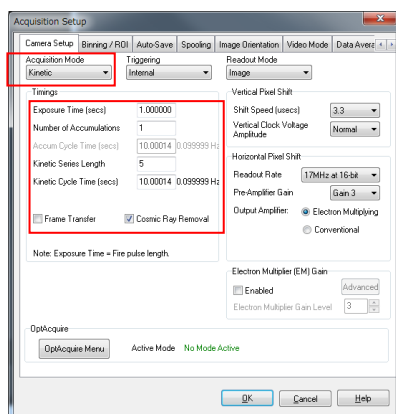 Acquisition Setup
Camera Setup Binning / ROI Auto-Save Spooling Image Orientation Video Mode Data Avera
Acquisition Mode Triggering Readout Mode
Kinetic Internal Image
Timings
Exposure Time (secs) 1.000000
Number of Accumulations 1
Accum Cycle Time (secs) 10.00014 0.099999 Hz
Kinetic Series Length 5
Kinetic Cycle Time (secs) 10.00014 0.099999 Hz
Frame Transfer Cosmic Ray Removal
Note: Exposure Time = Fire pulse length.
Vertical Pixel Shift
Shift Speed (usecs) 3.3
Vertical Clock Voltage
Amplitude Normal
Horizontal Pixel Shift
Readout Rate 17MHz at 16-bit
Pre-Amplifier Gain Gain 3
Output Amplifier: Electron Multiplying
Conventional
Electron Multiplier (EM) Gain
Enabled Advanced
Electron Multiplier Gain Level 3
OptAcquire
OptAcquire Menu Active Mode No Mode Active
OK Cancel Help